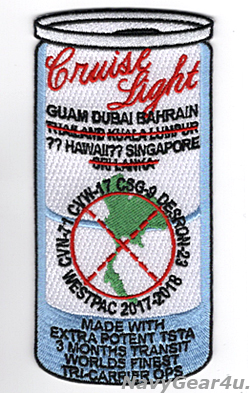 Cruise
Light
GUAM DUBAI BAHRAIN
THAILAND KUALA LUMPUR
?? HAWAII?? SINGAPORE
SRI LANKA
CVN-71 CVW-17 CSG-9 DESRON-23
WESTPAC 2017-2018
MADE WITH
EXTRA POTENT TSTA
3 MONTHS TRANSIT
WORLDS FINEST
TRI-CARRIER OPS
NavyGear4u.